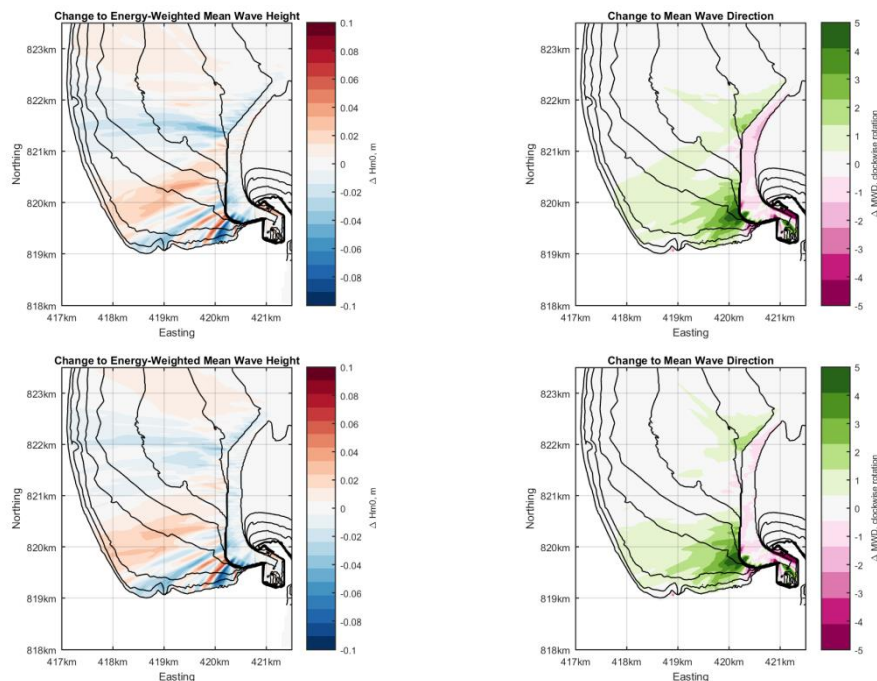 Change to Energy-Weighted Mean Wave Height
823km
822km
821km
820km
819km
818km
417km 418km 419km 420km 421km
Northing
Easting
0.1
0.08
0.06
0.04
0.02
0
-0.02
-0.04
-0.06
-0.08
-0.1
Δ Hm0, m
Change to Mean Wave Direction
823km
822km
821km
820km
819km
818km
417km 418km 419km 420km 421km
Northing
Easting
5
4
3
2
1
0
-1
-2
-3
-4
-5
Δ MWD, clockwise rotation
Change to Energy-Weighted Mean Wave Height
823km
822km
821km
820km
819km
818km
417km 418km 419km 420km 421km
Northing
Easting
0.1
0.08
0.06
0.04
0.02
0
-0.02
-0.04
-0.06
-0.08
-0.1
Δ Hm0, m
Change to Mean Wave Direction
823km
822km
821km
820km
819km
818km
417km 418km 419km 420km 421km
Northing
Easting
5
4
3
2
1
0
-1
-2
-3
-4
-5
Δ MWD, clockwise rotation